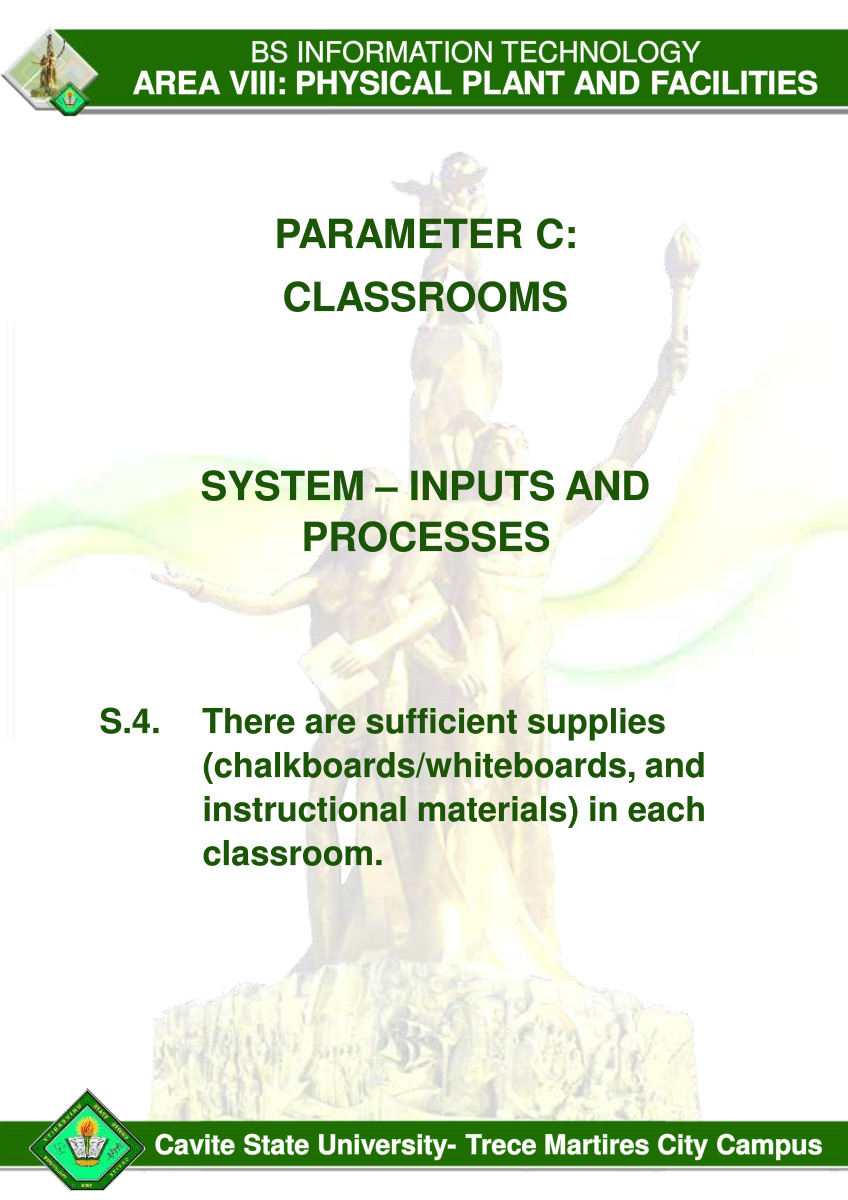 BS INFORMATION TECHNOLOGY
AREA VIII: PHYSICAL PLANT AND FACILITIES
PARAMETER C:
CLASSROOMS
SYSTEM – INPUTS AND
PROCESSES
S.4. There are sufficient supplies
(chalkboards/whiteboards, and
instructional materials) in each
classroom.
Cavite State University- Trece Martires City Campus